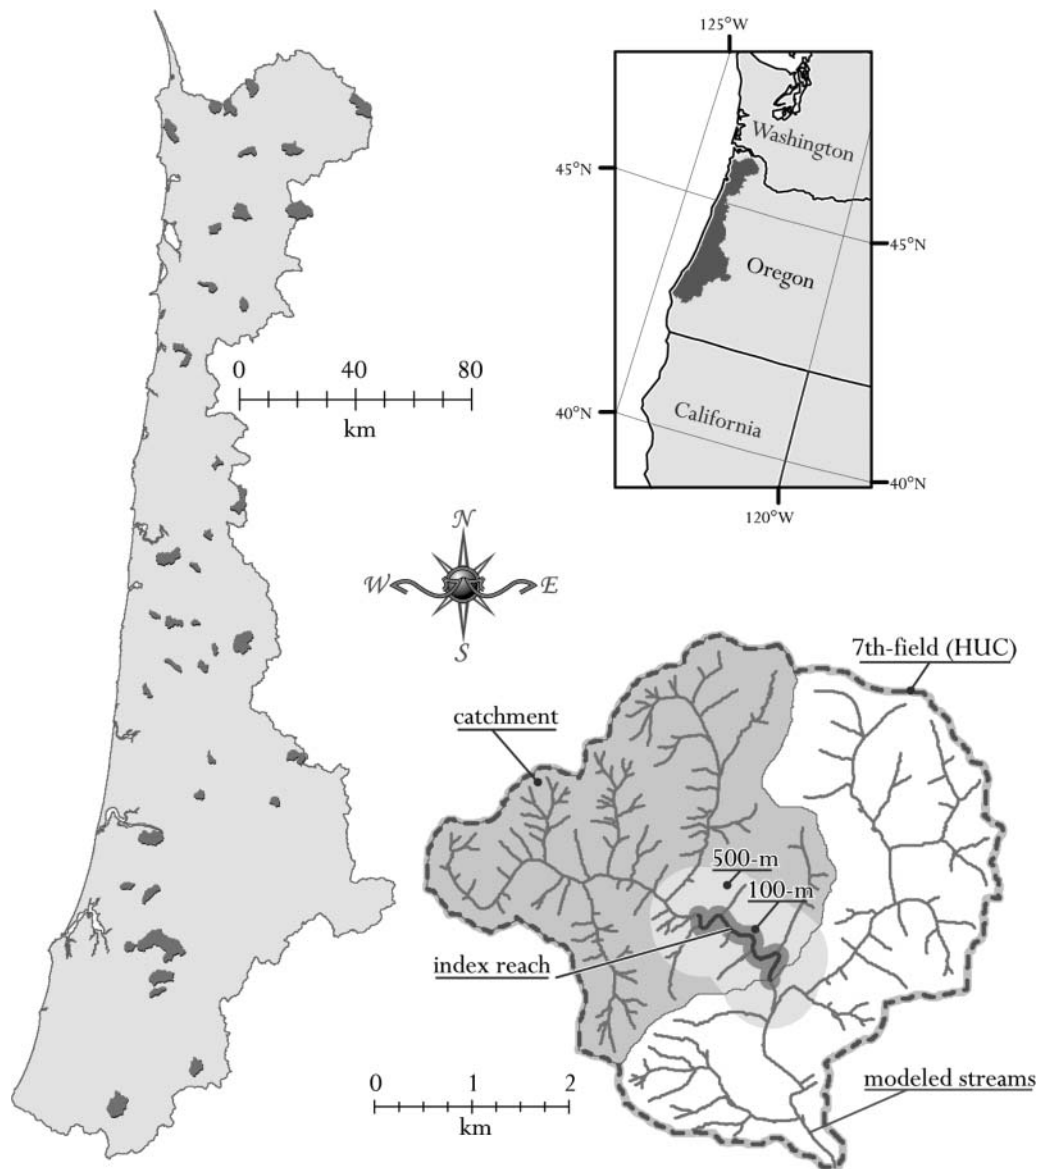 125°W
Washington
45°N
45°N
Oregon
0 40 80
km
California
40°N
40°N
120°W
N
W E
S
7th-field (HUC)
catchment
500-m
100-m
index reach
modeled streams
0 1 2
km